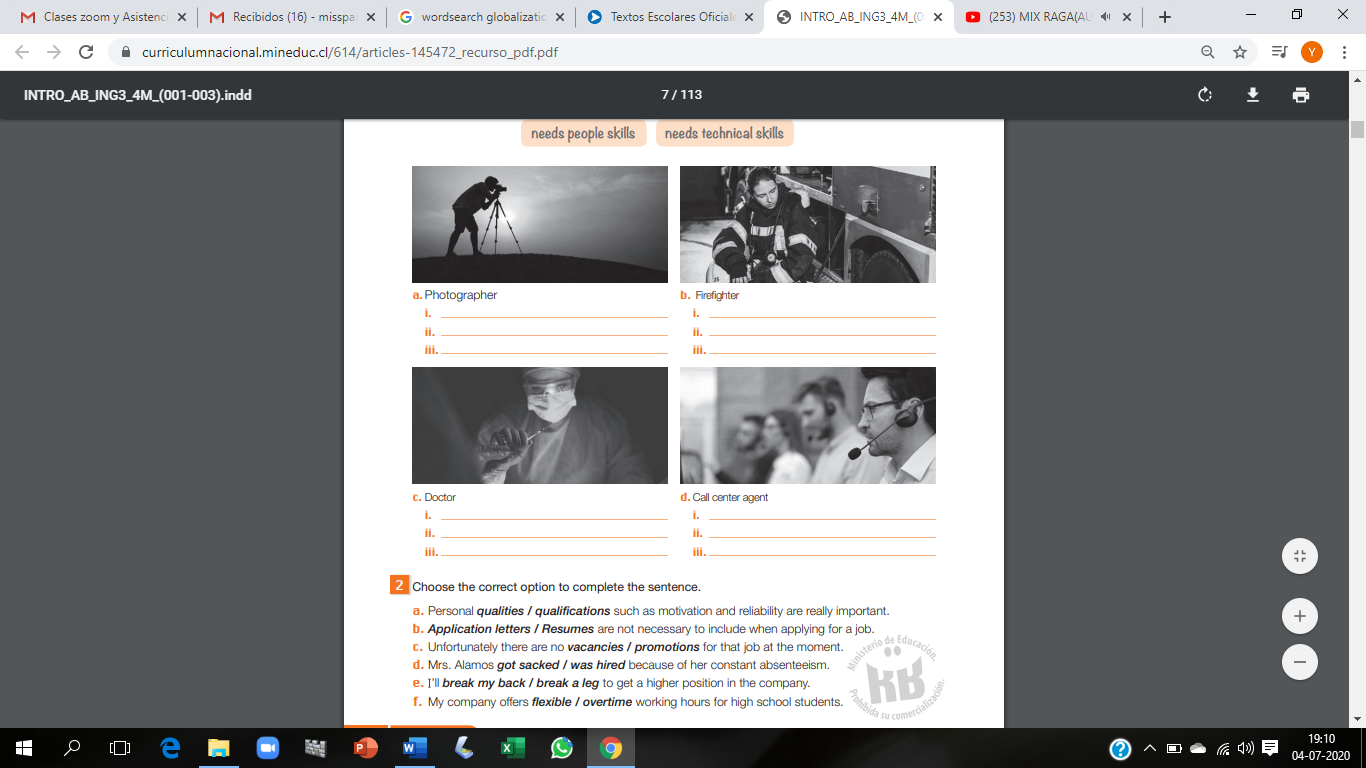 Clases zoom y Asistenci
Recibidos (16) - misspa
wordsearch globalizatio
Textos Escolares Oficiale
INTRO_AB_ING3_4M_(0
(253) MIX RAGA(AU
curriculumnacional.mineduc.cl/614/articles-145472_recurso_pdf.pdf
Y
INTRO_AB_ING3_4M_(001-003).indd
7 / 113
needs people skills
needs technical skills
a. Photographer
i.
ii.
iii.
b. Firefighter
i.
ii.
iii.
c. Doctor
i.
ii.
iii.
d. Call center agent
i.
ii.
iii.
2 Choose the correct option to complete the sentence.
a. Personal qualities / qualifications such as motivation and reliability are really important.
b. Application letters / Resumes are not necessary to include when applying for a job.
c. Unfortunately there are no vacancies / promotions for that job at the moment.
d. Mrs. Alamos got sacked / was hired because of her constant absenteeism.
e. I'll break my back / break a leg to get a higher position in the company.
f. My company offers flexible / overtime working hours for high school students.
Ministerio de Educación.
Prohibida su comercialización.
19:10
04-07-2020